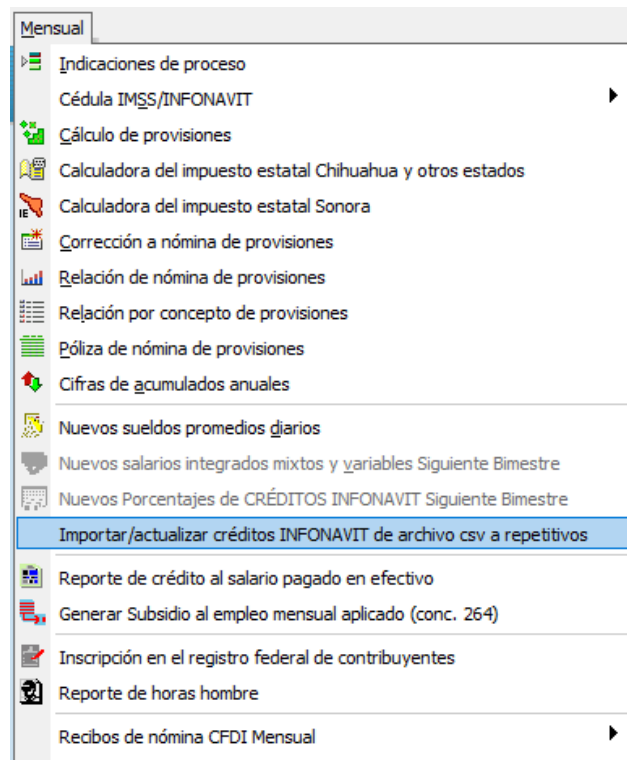 Mensual
Indicaciones de proceso
Cédula IMSS/INFONAVIT
Cálculo de provisiones
Calculadora del impuesto estatal Chihuahua y otros estados
IE
Calculadora del impuesto estatal Sonora
Corrección a nómina de provisiones
Relación de nómina de provisiones
Relación por concepto de provisiones
Póliza de nómina de provisiones
Cifras de acumulados anuales
Nuevos sueldos promedios diarios
Nuevos salarios integrados mixtos y variables Siguiente Bimestre
Nuevos Porcentajes de CRÉDITOS INFONAVIT Siguiente Bimestre
Importar/actualizar créditos INFONAVIT de archivo csv a repetitivos
Reporte de crédito al salario pagado en efectivo
Generar Subsidio al empleo mensual aplicado (conc. 264)
Inscripción en el registro federal de contribuyentes
Reporte de horas hombre
Recibos de nómina CFDI Mensual